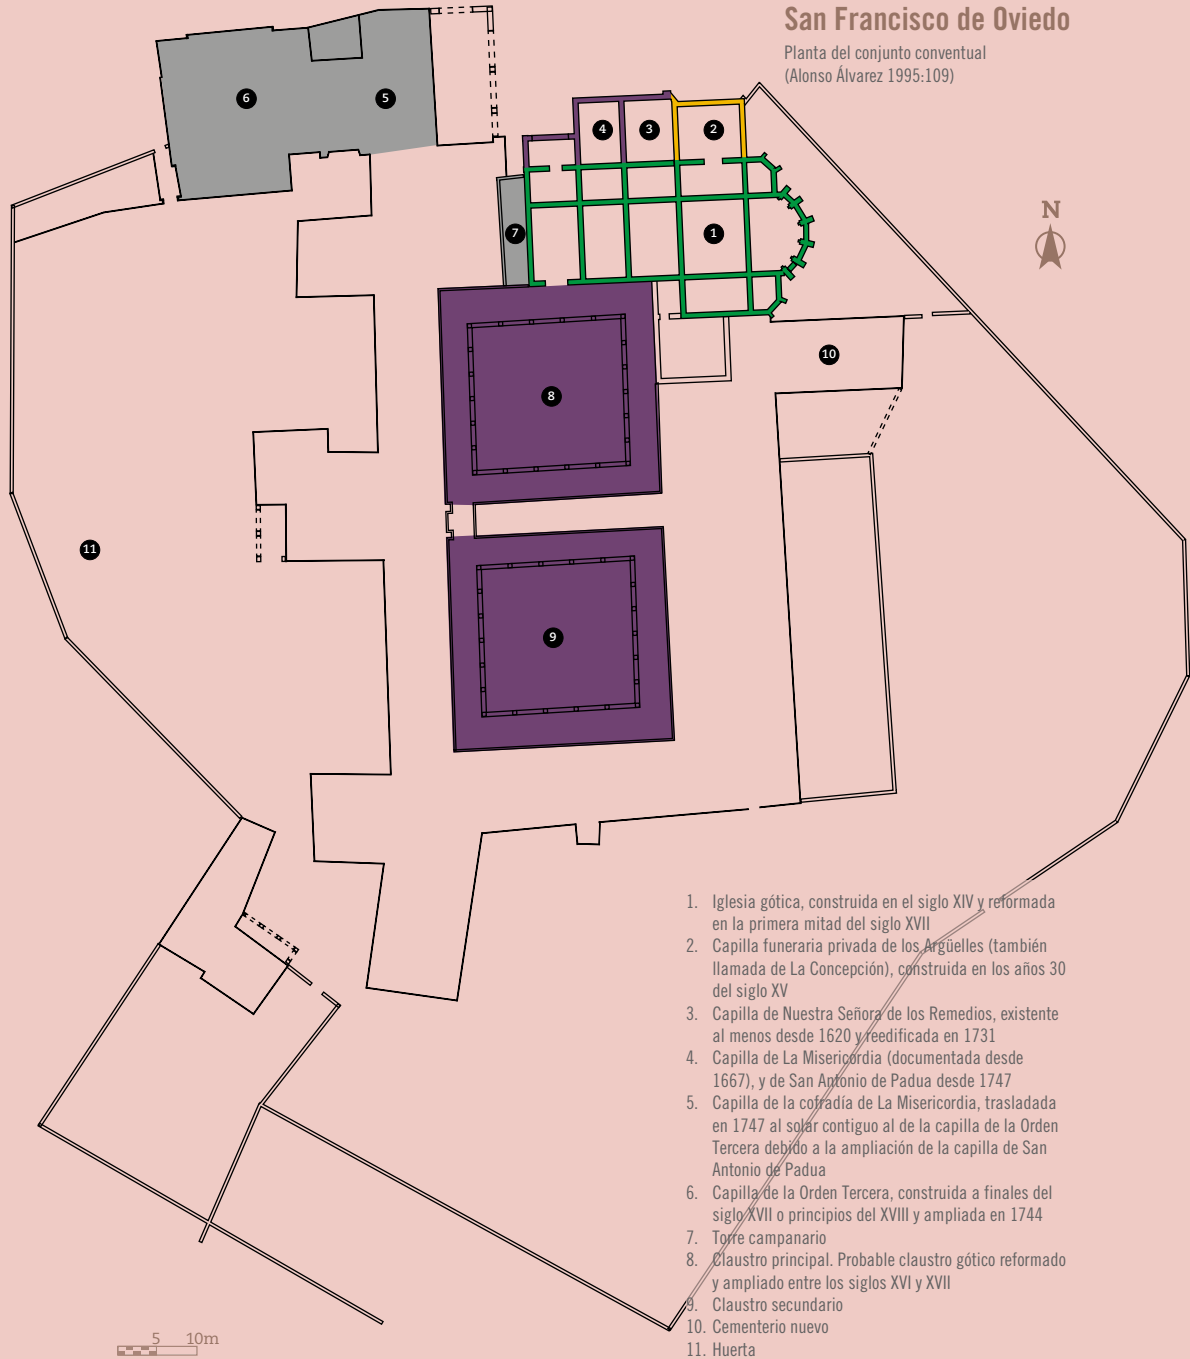 San Francisco de Oviedo
Planta del conjunto conventual
(Alonso Álvarez 1995:109)
6
5
4
3
2
7
1
N
10
8
11
9
1. Iglesia gótica, construida en el siglo XIV y reformada
en la primera mitad del siglo XVII
2. Capilla funeraria privada de los Argüelles (también
llamada de La Concepción), construida en los años 30
del siglo XV
3. Capilla de Nuestra Señora de los Remedios, existente
al menos desde 1620 y reedificada en 1731
4. Capilla de La Misericordia (documentada desde
1667), y de San Antonio de Padua desde 1747
5. Capilla de la cofradía de La Misericordia, trasladada
en 1747 al solar contiguo al de la capilla de la Orden
Tercera debido a la ampliación de la capilla de San
Antonio de Padua
6. Capilla de la Orden Tercera, construida a finales del
siglo XVII o principios del XVIII y ampliada en 1744
7. Torre campanario
8. Claustro principal. Probable claustro gótico reformado
y ampliado entre los siglos XVI y XVII
9. Claustro secundario
10. Cementerio nuevo
11. Huerta
5 10m